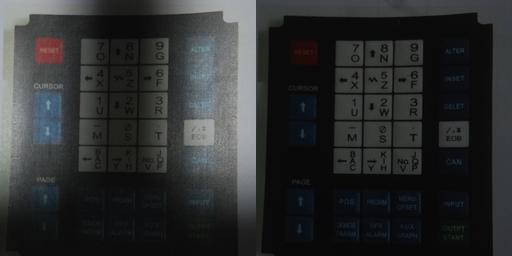 RESET
7 O
8 N
9 G
ALTER
4 X
5 Z
6 F
INSRT
CURSOR
1 U
2 W
3 R
DELET
- M
0 S
. T
/ . #
EOB
CAN
PAGE
POS
PRGRM
MENU
OFSET
INPUT
DGNOS
PARAM
OPR
ALARM
AUX
GRAPH
OUTPT
START
RESET
7 O
8 N
9 G
ALTER
4 X
5 Z
6 F
INSRT
CURSOR
1 U
2 W
3 R
DELET
- M
0 S
. T
/ . #
EOB
CAN
PAGE
POS
PRGRM
MENU
OFSET
INPUT
DGNOS
PARAM
OPR
ALARM
AUX
GRAPH
OUTPT
START